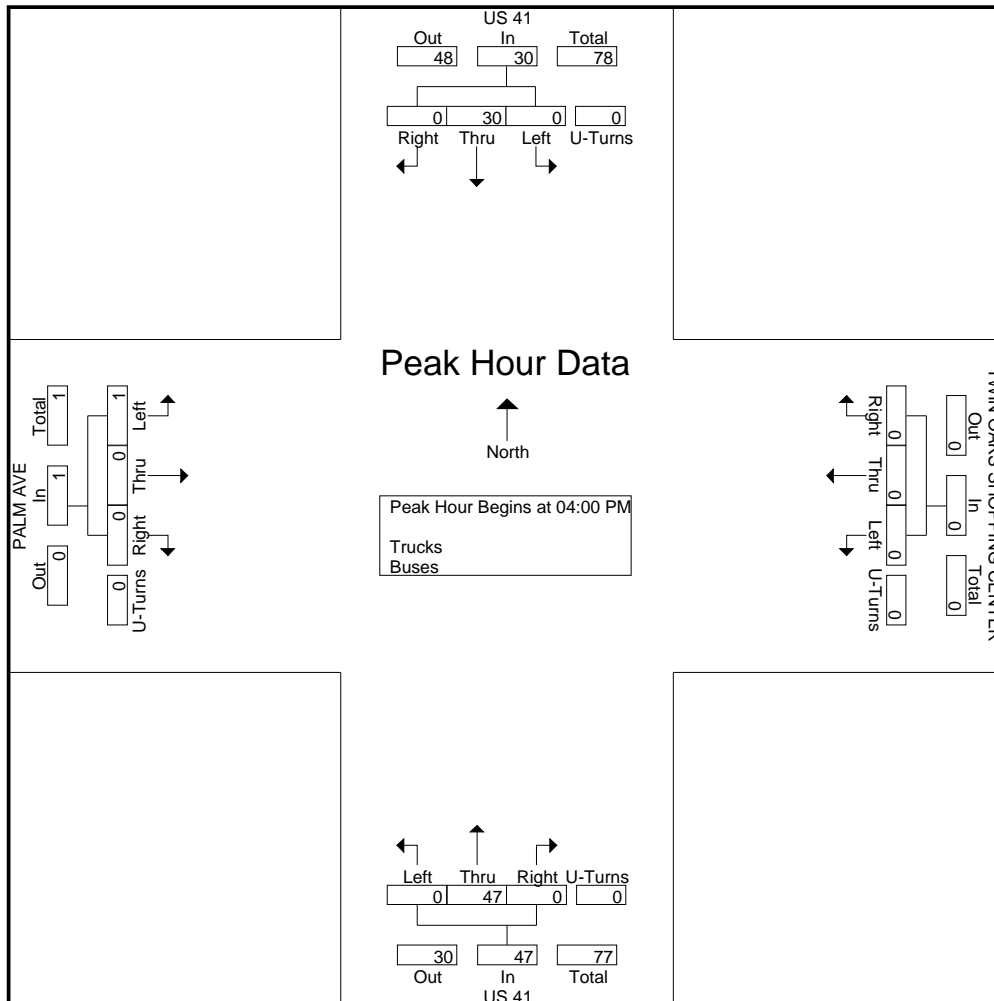 US 41
Out In Total
48 30 78
0 30 0 0
Right Thru Left U-Turns
Peak Hour Data
North
Peak Hour Begins at 04:00 PM
Trucks
Buses
PALM AVE
Total In Out
1 1 0
1 0 0 0
Left Thru Right U-Turns
Right Thru Left U-Turns
0 0 0 0
Out In Total
0 0 0
SHOPPING CENTER
Left Thru Right U-Turns
0 47 0 0
30 47 77
Out In Total
US 41